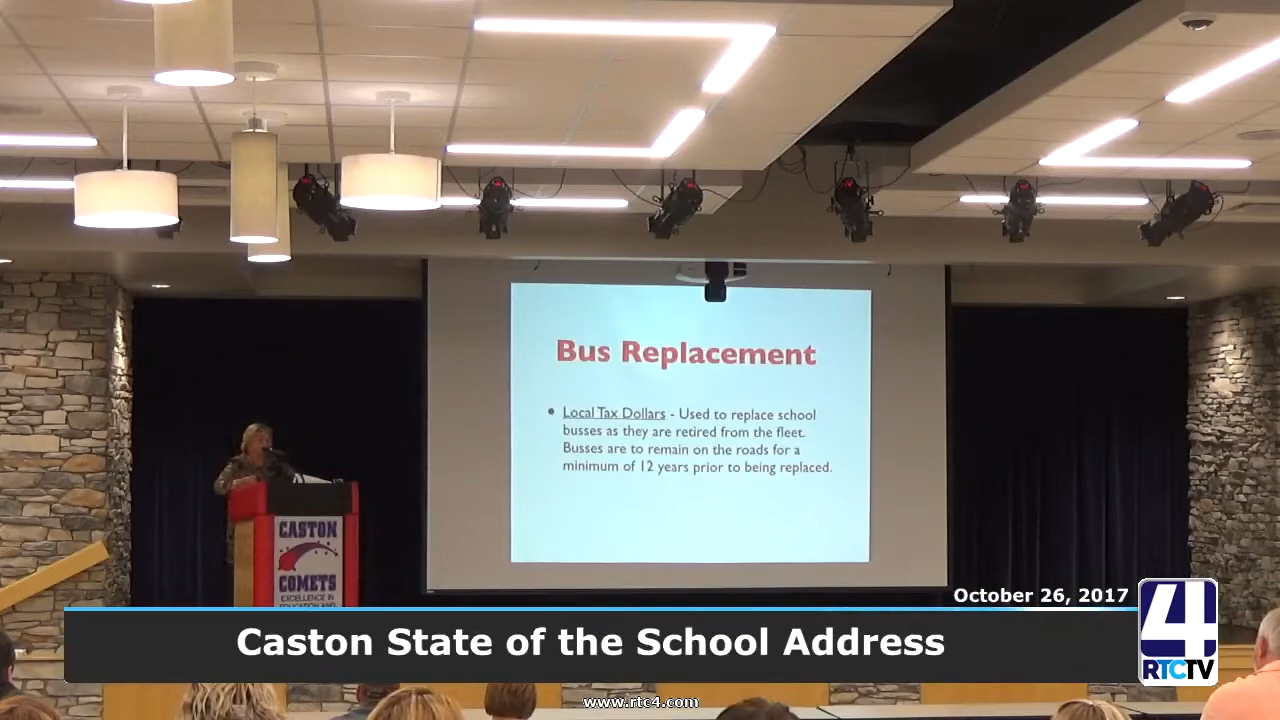 Bus Replacement
• Local Tax Dollars - Used to replace school
busses as they are retired from the fleet.
Busses are to remain on the roads for a
minimum of 12 years prior to being replaced.
CASTON
COMETS
EXCELLENCE IN
EDUCATION AND
October 26, 2017
Caston State of the School Address
4
RTCTV
www.rtc4.com